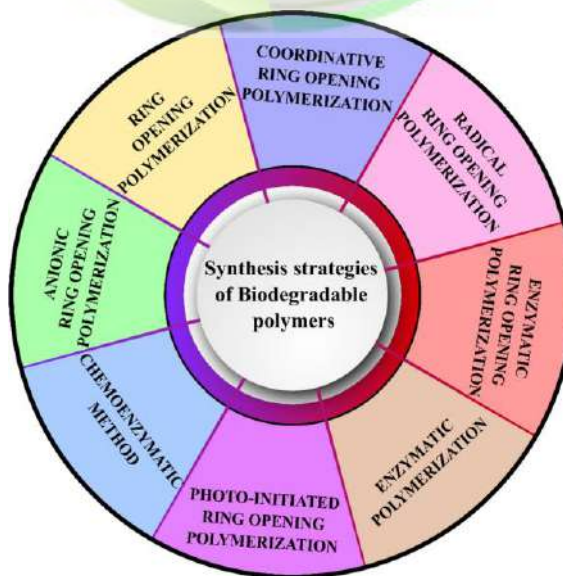 COORDINATIVE
RING OPENING
POLYMERIZATION
RADICAL
RING OPENING
POLYMERIZATION
ENZYMATIC
RING OPENING
POLYMERIZATION
ENZYMATIC
POLYMERIZATION
PHOTO-INITIATED
RING OPENING
POLYMERIZATION
CHEMOENZYMATIC
METHOD
ANIONIC
RING OPENING
POLYMERIZATION
RING
OPENING
POLYMERIZATION
Synthesis strategies
of Biodegradable
polymers